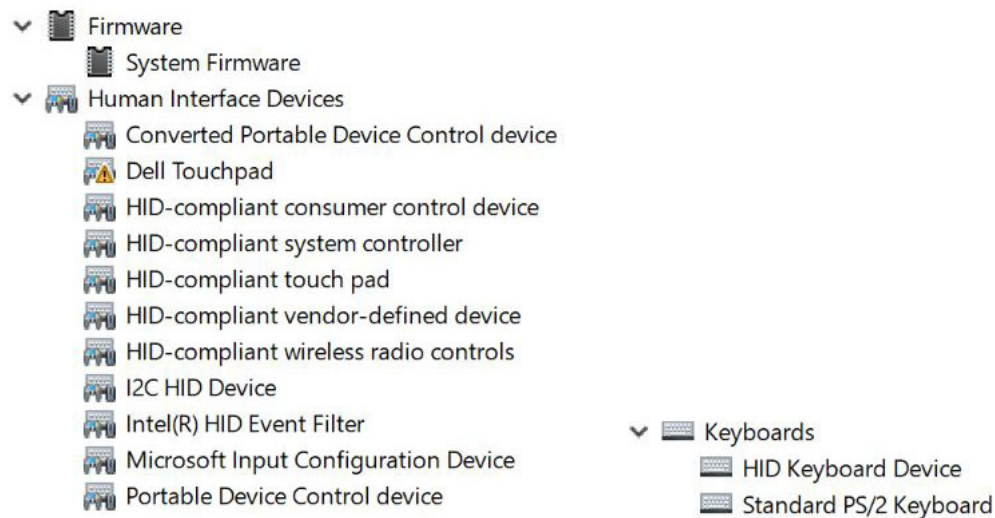 Firmware
System Firmware
Human Interface Devices
Converted Portable Device Control device
Dell Touchpad
HID-compliant consumer control device
HID-compliant system controller
HID-compliant touch pad
HID-compliant vendor-defined device
HID-compliant wireless radio controls
I2C HID Device
Intel(R) HID Event Filter
Microsoft Input Configuration Device
Portable Device Control device
Keyboards
HID Keyboard Device
Standard PS/2 Keyboard